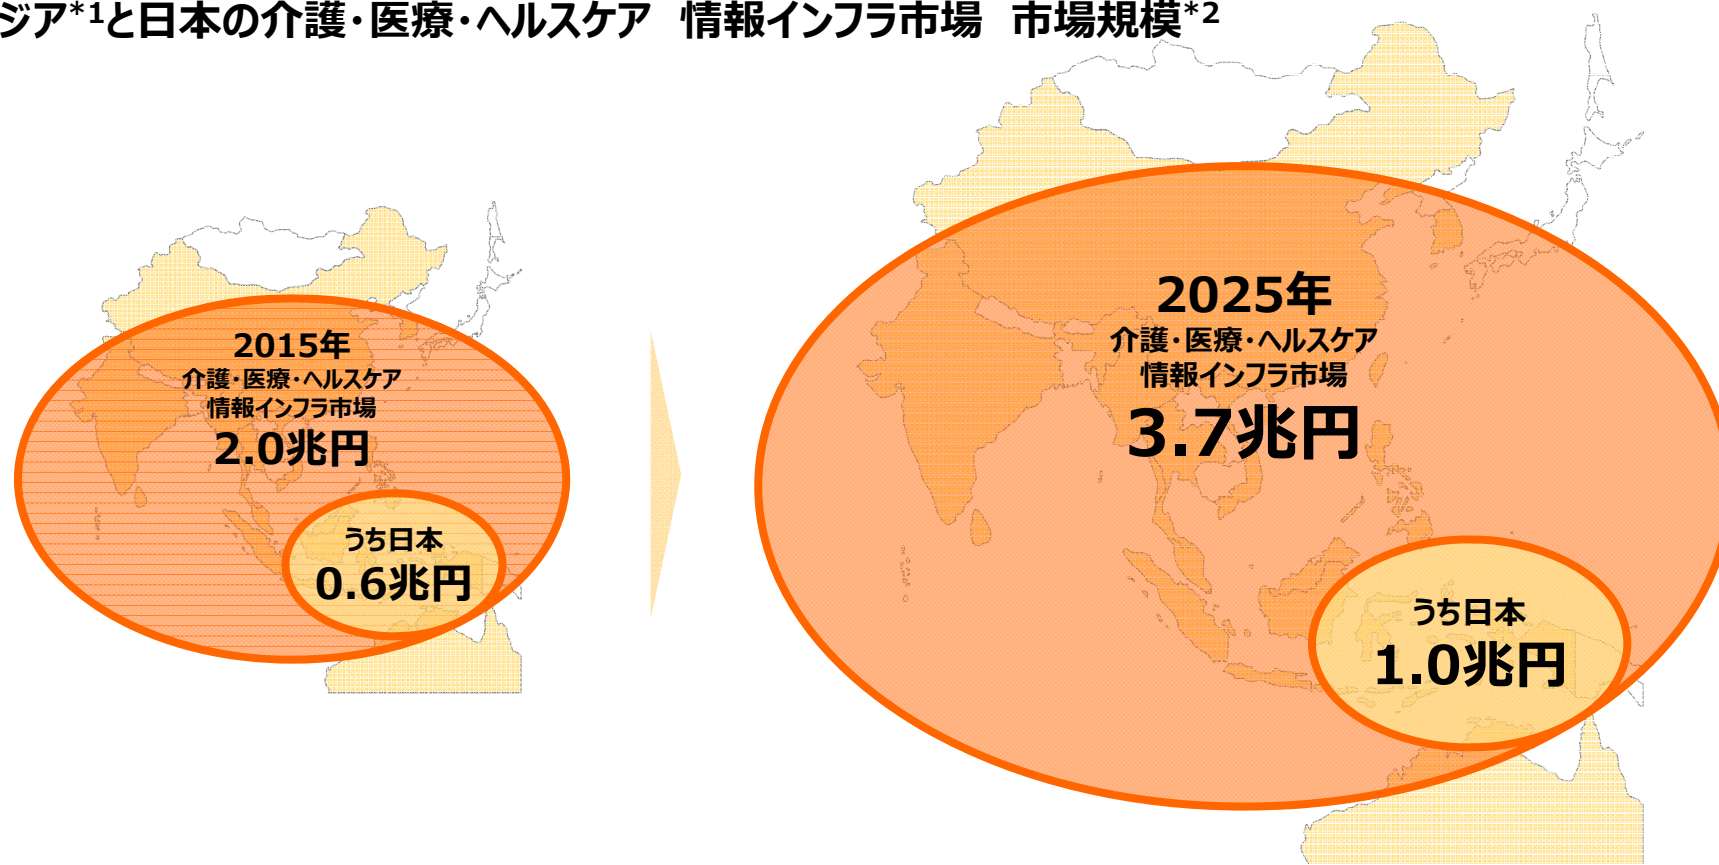 ジア*1と日本の介護・医療・ヘルスケア 情報インフラ市場 市場規模*2
2015年
介護・医療・ヘルスケア
情報インフラ市場
2.0兆円
うち日本
0.6兆円
2025年
介護・医療・ヘルスケア
情報インフラ市場
3.7兆円
うち日本
1.0兆円